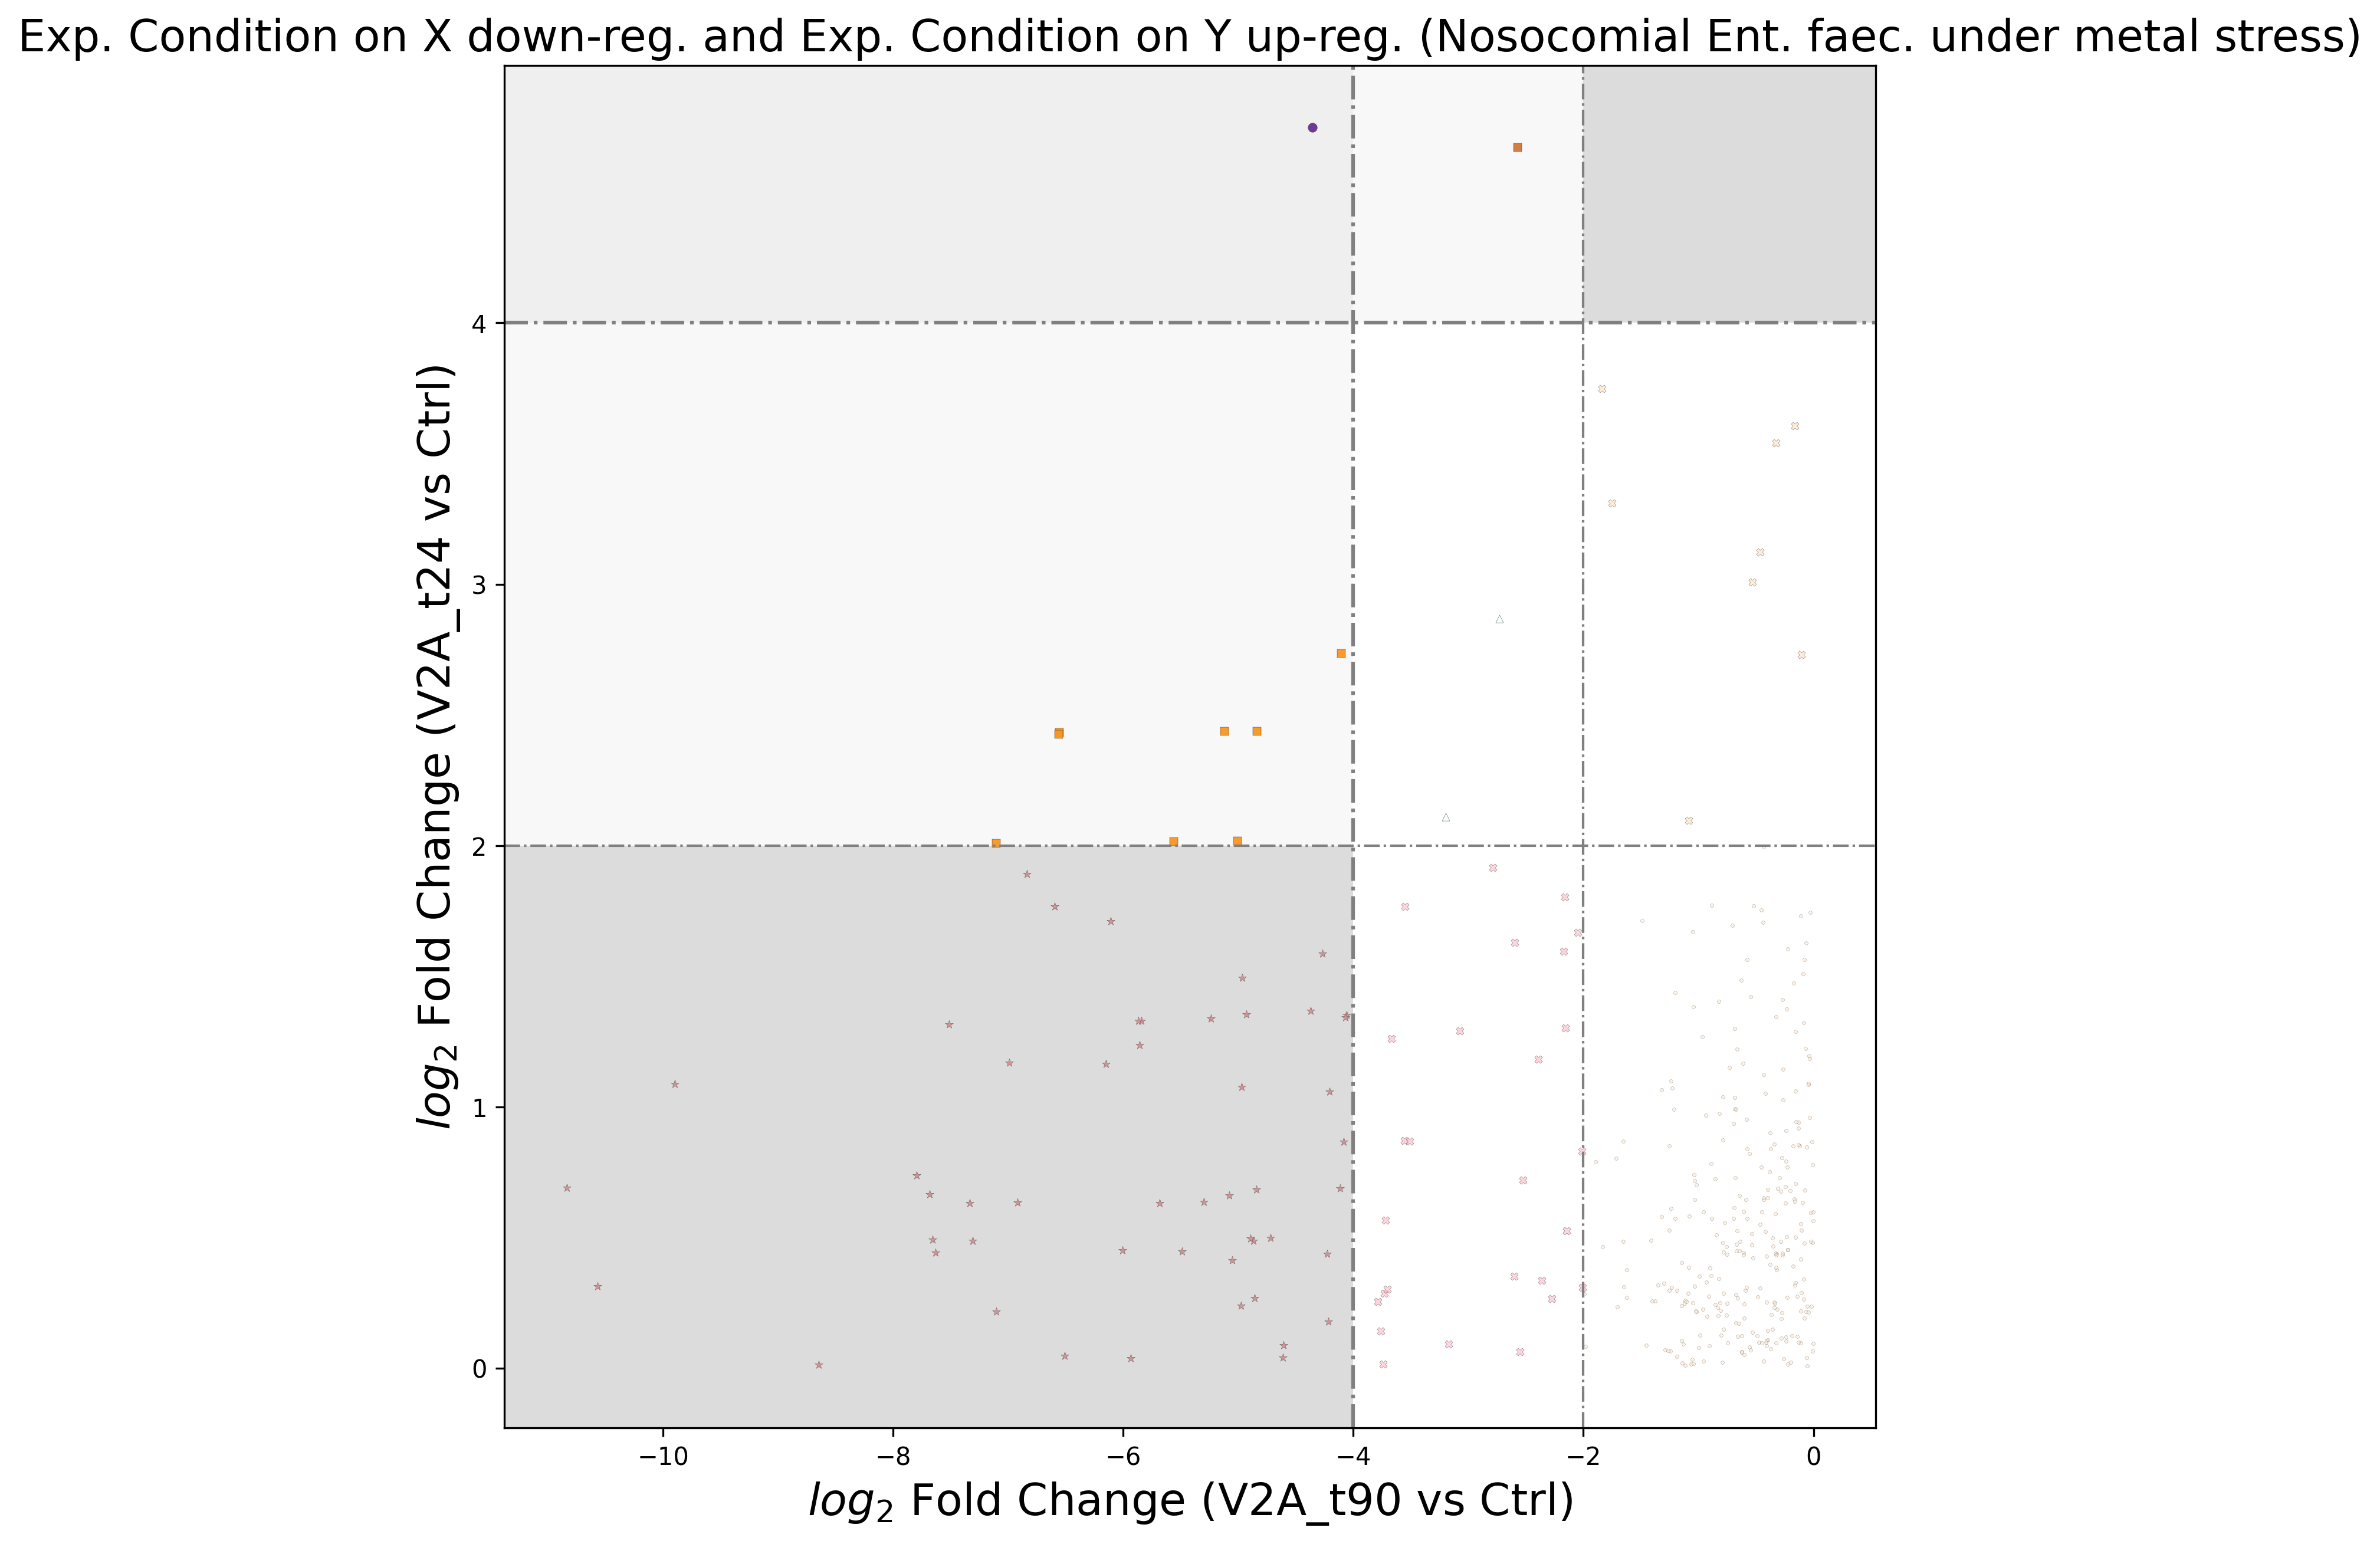 Exp. Condition on X down-reg. and Exp. Condition on Y up-reg. (Nosocomial Ent. faec. under metal stress)
log2 Fold Change (V2A_t24 vs Ctrl)
4
3
2
1
0
−10 −8 −6 −4 −2 0
log2 Fold Change (V2A_t90 vs Ctrl)